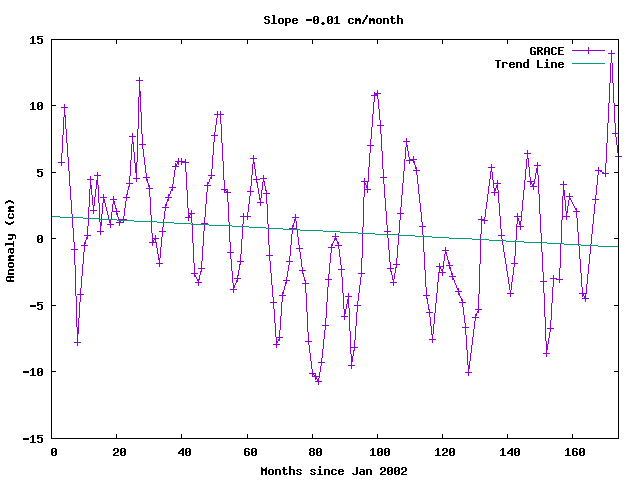 Slope -0.01 cm/month
GRACE
Trend Line
15
10
5
0
-5
-10
-15
Anomaly (cm)
0 20 40 60 80 100 120 140 160
Months since Jan 2002